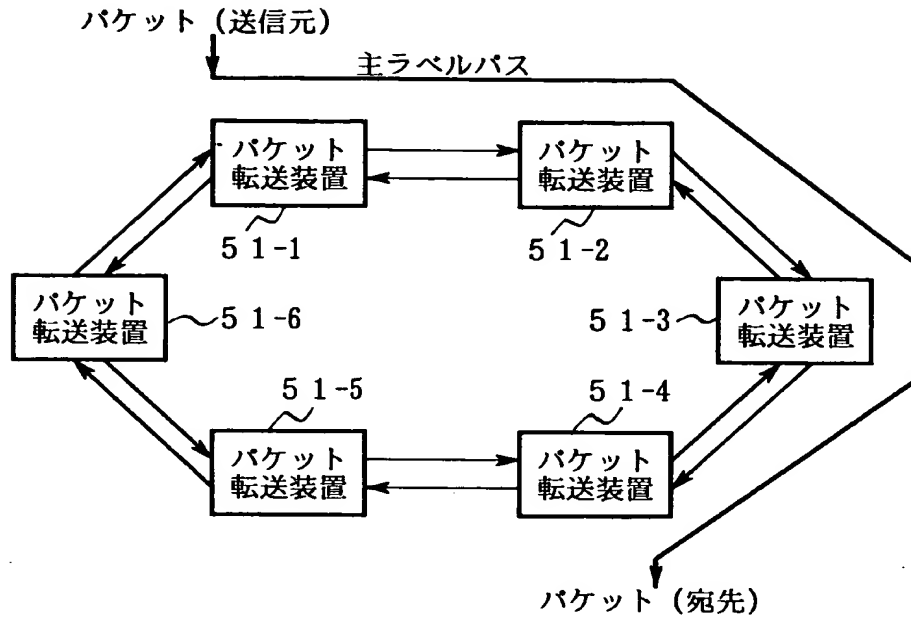 パケット (送信元)
主ラベルパス
パケット
転送装置
パケット
転送装置
51-1
51-2
パケット
転送装置
51-6
51-3
パケット
転送装置
51-5
51-4
パケット
転送装置
パケット
転送装置
パケット (宛先)